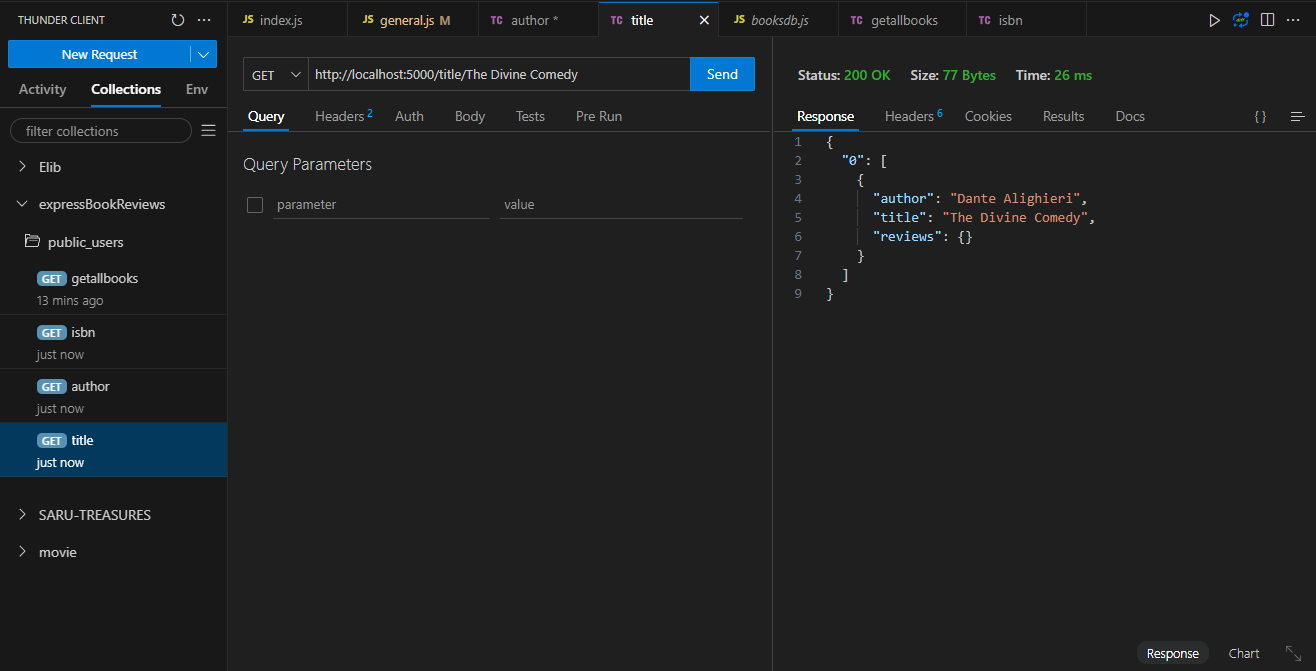 THUNDER CLIENT
New Request
Activity Collections Env
filter collections
Elib
expressBookReviews
public_users
GET getallbooks
13 mins ago
GET isbn
just now
GET author
just now
GET title
just now
SARU-TREASURES
movie
JS index.js JS general.js M TC author * TC title JS booksdb.js TC getallbooks TC isbn
GET http://localhost:5000/title/The Divine Comedy Send
Query Headers 2 Auth Body Tests Pre Run
Query Parameters
parameter value
Status: 200 OK Size: 77 Bytes Time: 26 ms
Response Headers 6 Cookies Results Docs { }
1 {
2 "0": [
3 {
4 "author": "Dante Alighieri",
5 "title": "The Divine Comedy",
6 "reviews": {}
7 }
8 ]
9 }
Response Chart